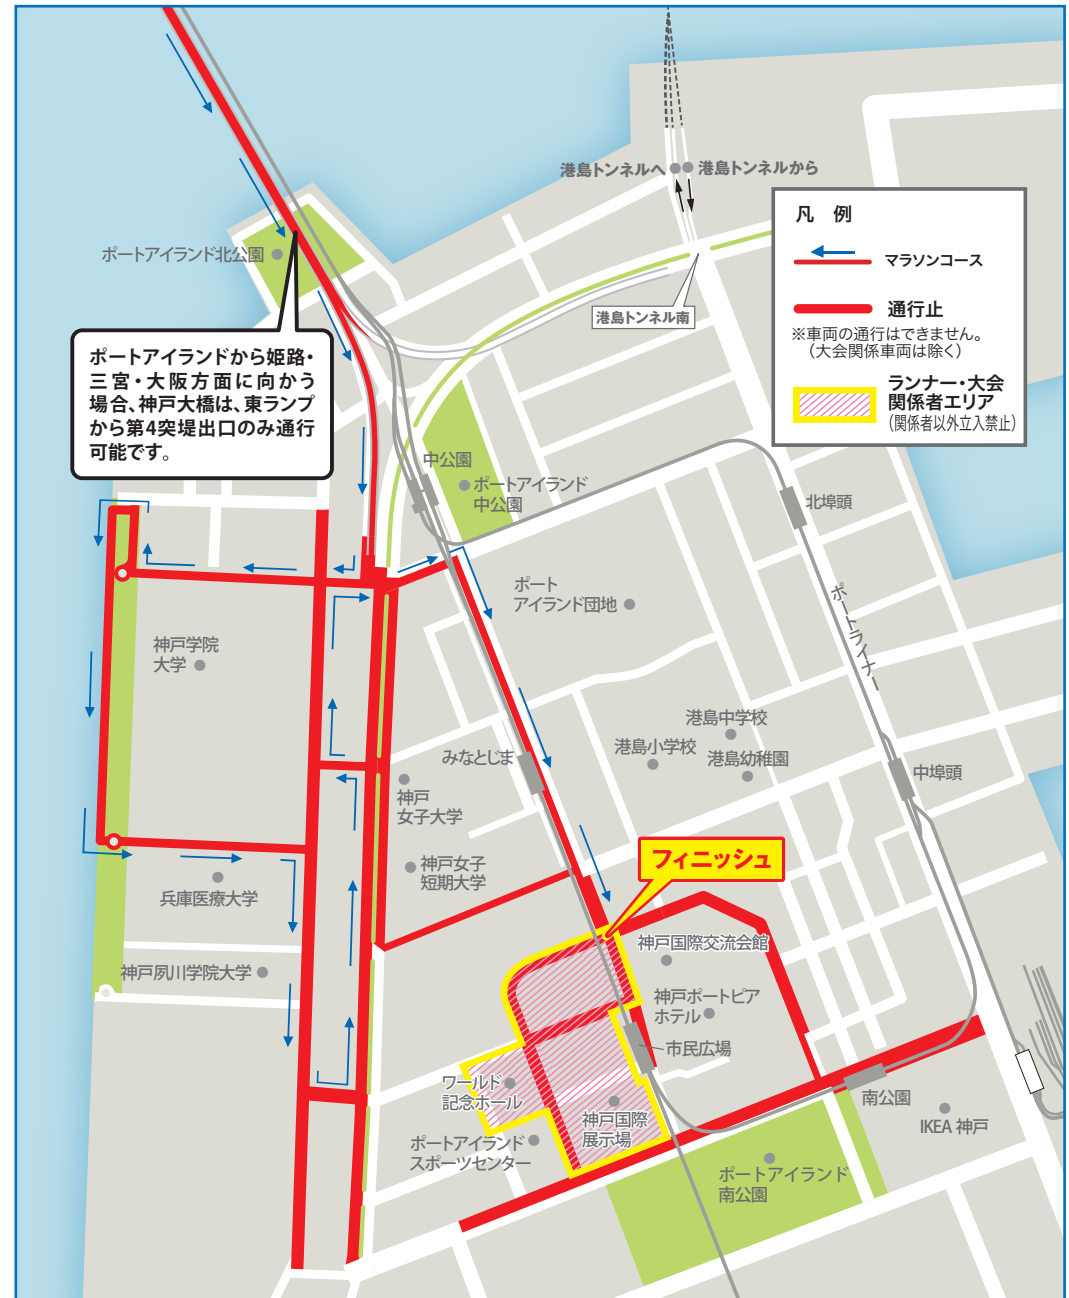 港島トンネルへ
港島トンネルから
凡　例
マラソンコース
通行止
※車両の通行はできません。
（大会関係車両は除く）
ランナー・大会
関係者エリア
（関係者以外立入禁止）
ポートアイランド北公園
港島トンネル南
ポートアイランドから姫路・
三宮・大阪方面に向かう
場合、神戸大橋は、東ランプ
から第4突堤出口のみ通行
可能です。
中公園
ポートアイランド
中公園
北埠頭
ポート
アイランド団地
ポートライナー
神戸学院
大学
港島中学校
港島小学校
港島幼稚園
みなとじま
中埠頭
神戸
女子大学
フィニッシュ
神戸女子
短期大学
兵庫医療大学
神戸国際交流会館
神戸夙川学院大学
神戸ポートピア
ホテル
市民広場
ワールド
記念ホール
南公園
神戸国際
展示場
IKEA 神戸
ポートアイランド
スポーツセンター
ポートアイランド
南公園